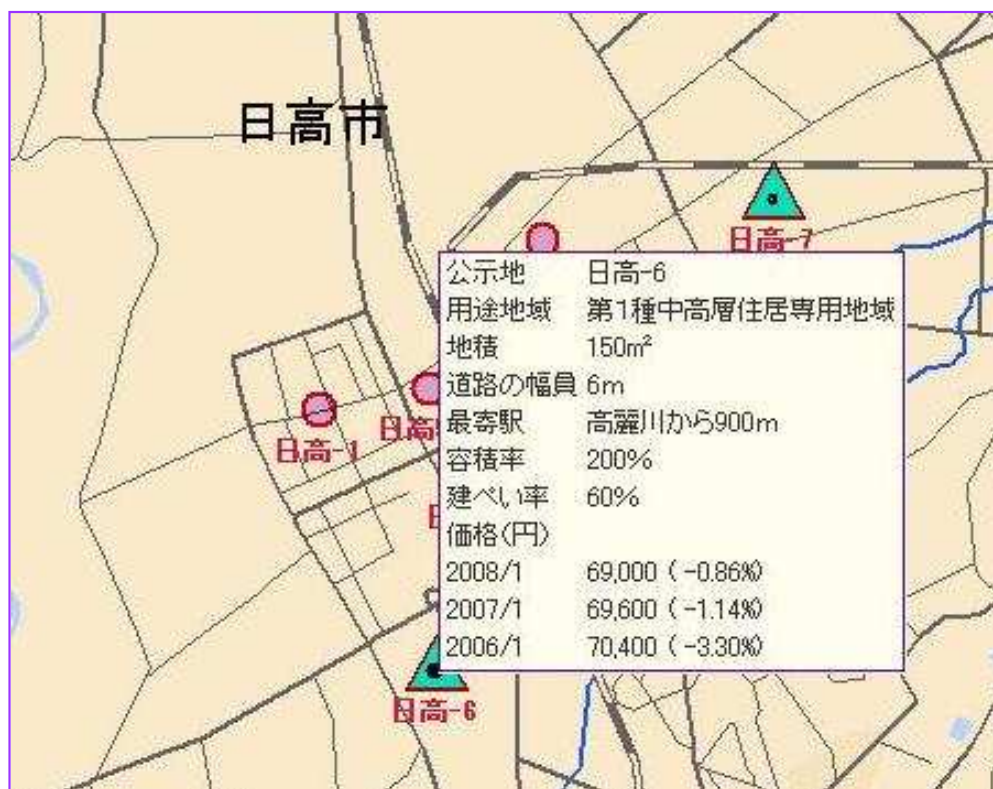 日高市
日高-7
公示地 日高-6
用途地域 第1種中高層住居専用地域
地積 150m²
道路の幅員 6m
最寄駅 高麗川から900m
容積率 200%
建ぺい率 60%
価格(円)
2008/1 69,000 (-0.86%)
2007/1 69,600 (-1.14%)
2006/1 70,400 (-3.30%)
日高
日高-1
日高-6